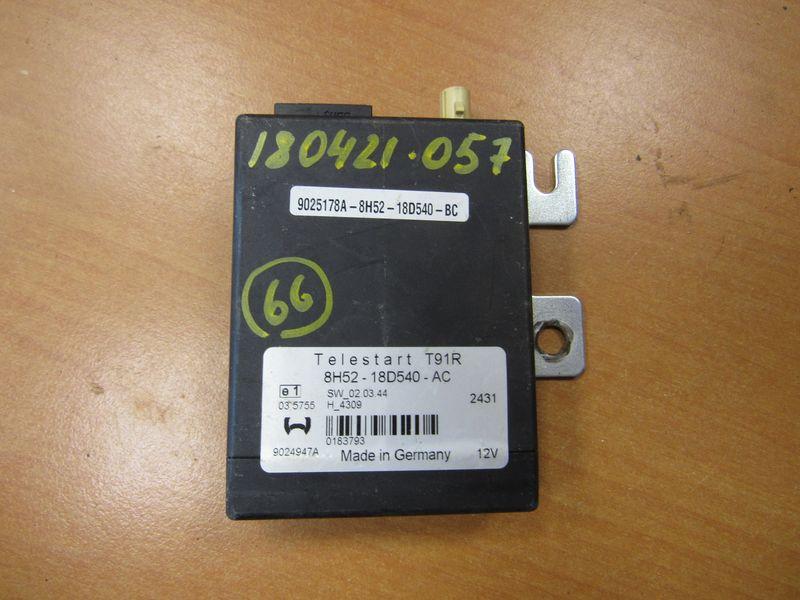 180421.057
9025178A-8H52-18D540-BC
66
Telestart T91R
8H52-18D540-AC
e1 SW_02.03.44 2431
03 5755 H_4309
0183793
9024947A Made in Germany 12V